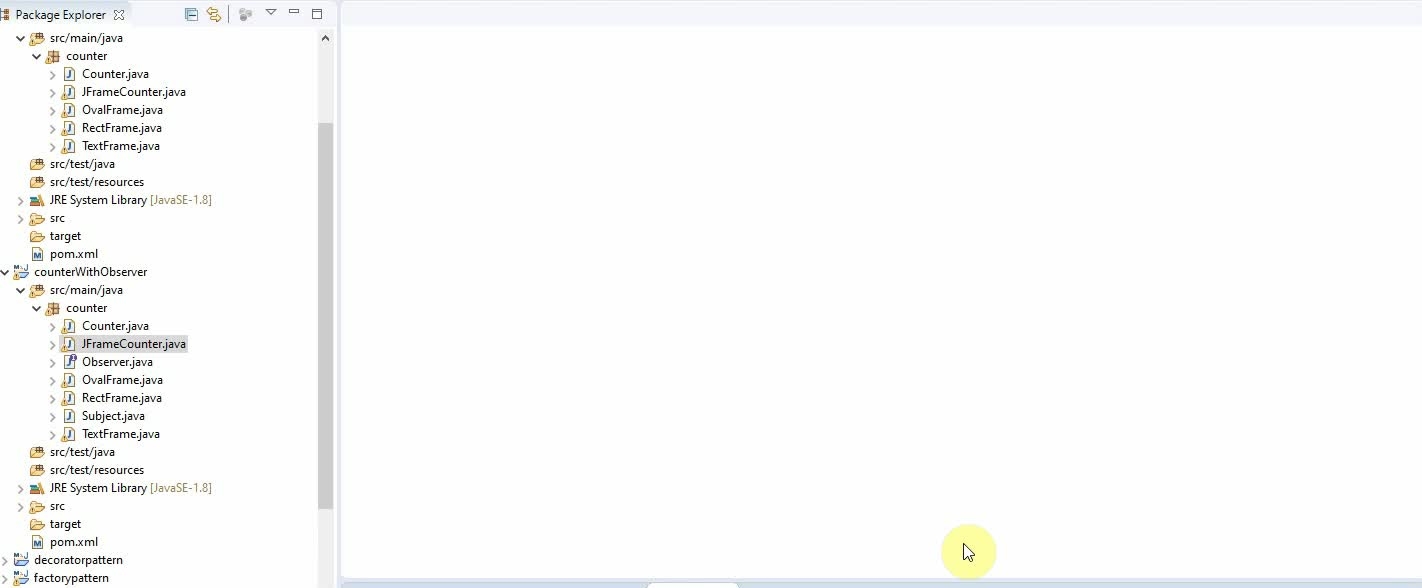 Package Explorer
src/main/java
counter
Counter.java
JFrameCounter.java
OvalFrame.java
RectFrame.java
TextFrame.java
src/test/java
src/test/resources
JRE System Library [JavaSE-1.8]
src
target
pom.xml
counterWithObserver
src/main/java
counter
Counter.java
JFrameCounter.java
Observer.java
OvalFrame.java
RectFrame.java
Subject.java
TextFrame.java
src/test/java
src/test/resources
JRE System Library [JavaSE-1.8]
src
target
pom.xml
decoratorpattern
factorypattern